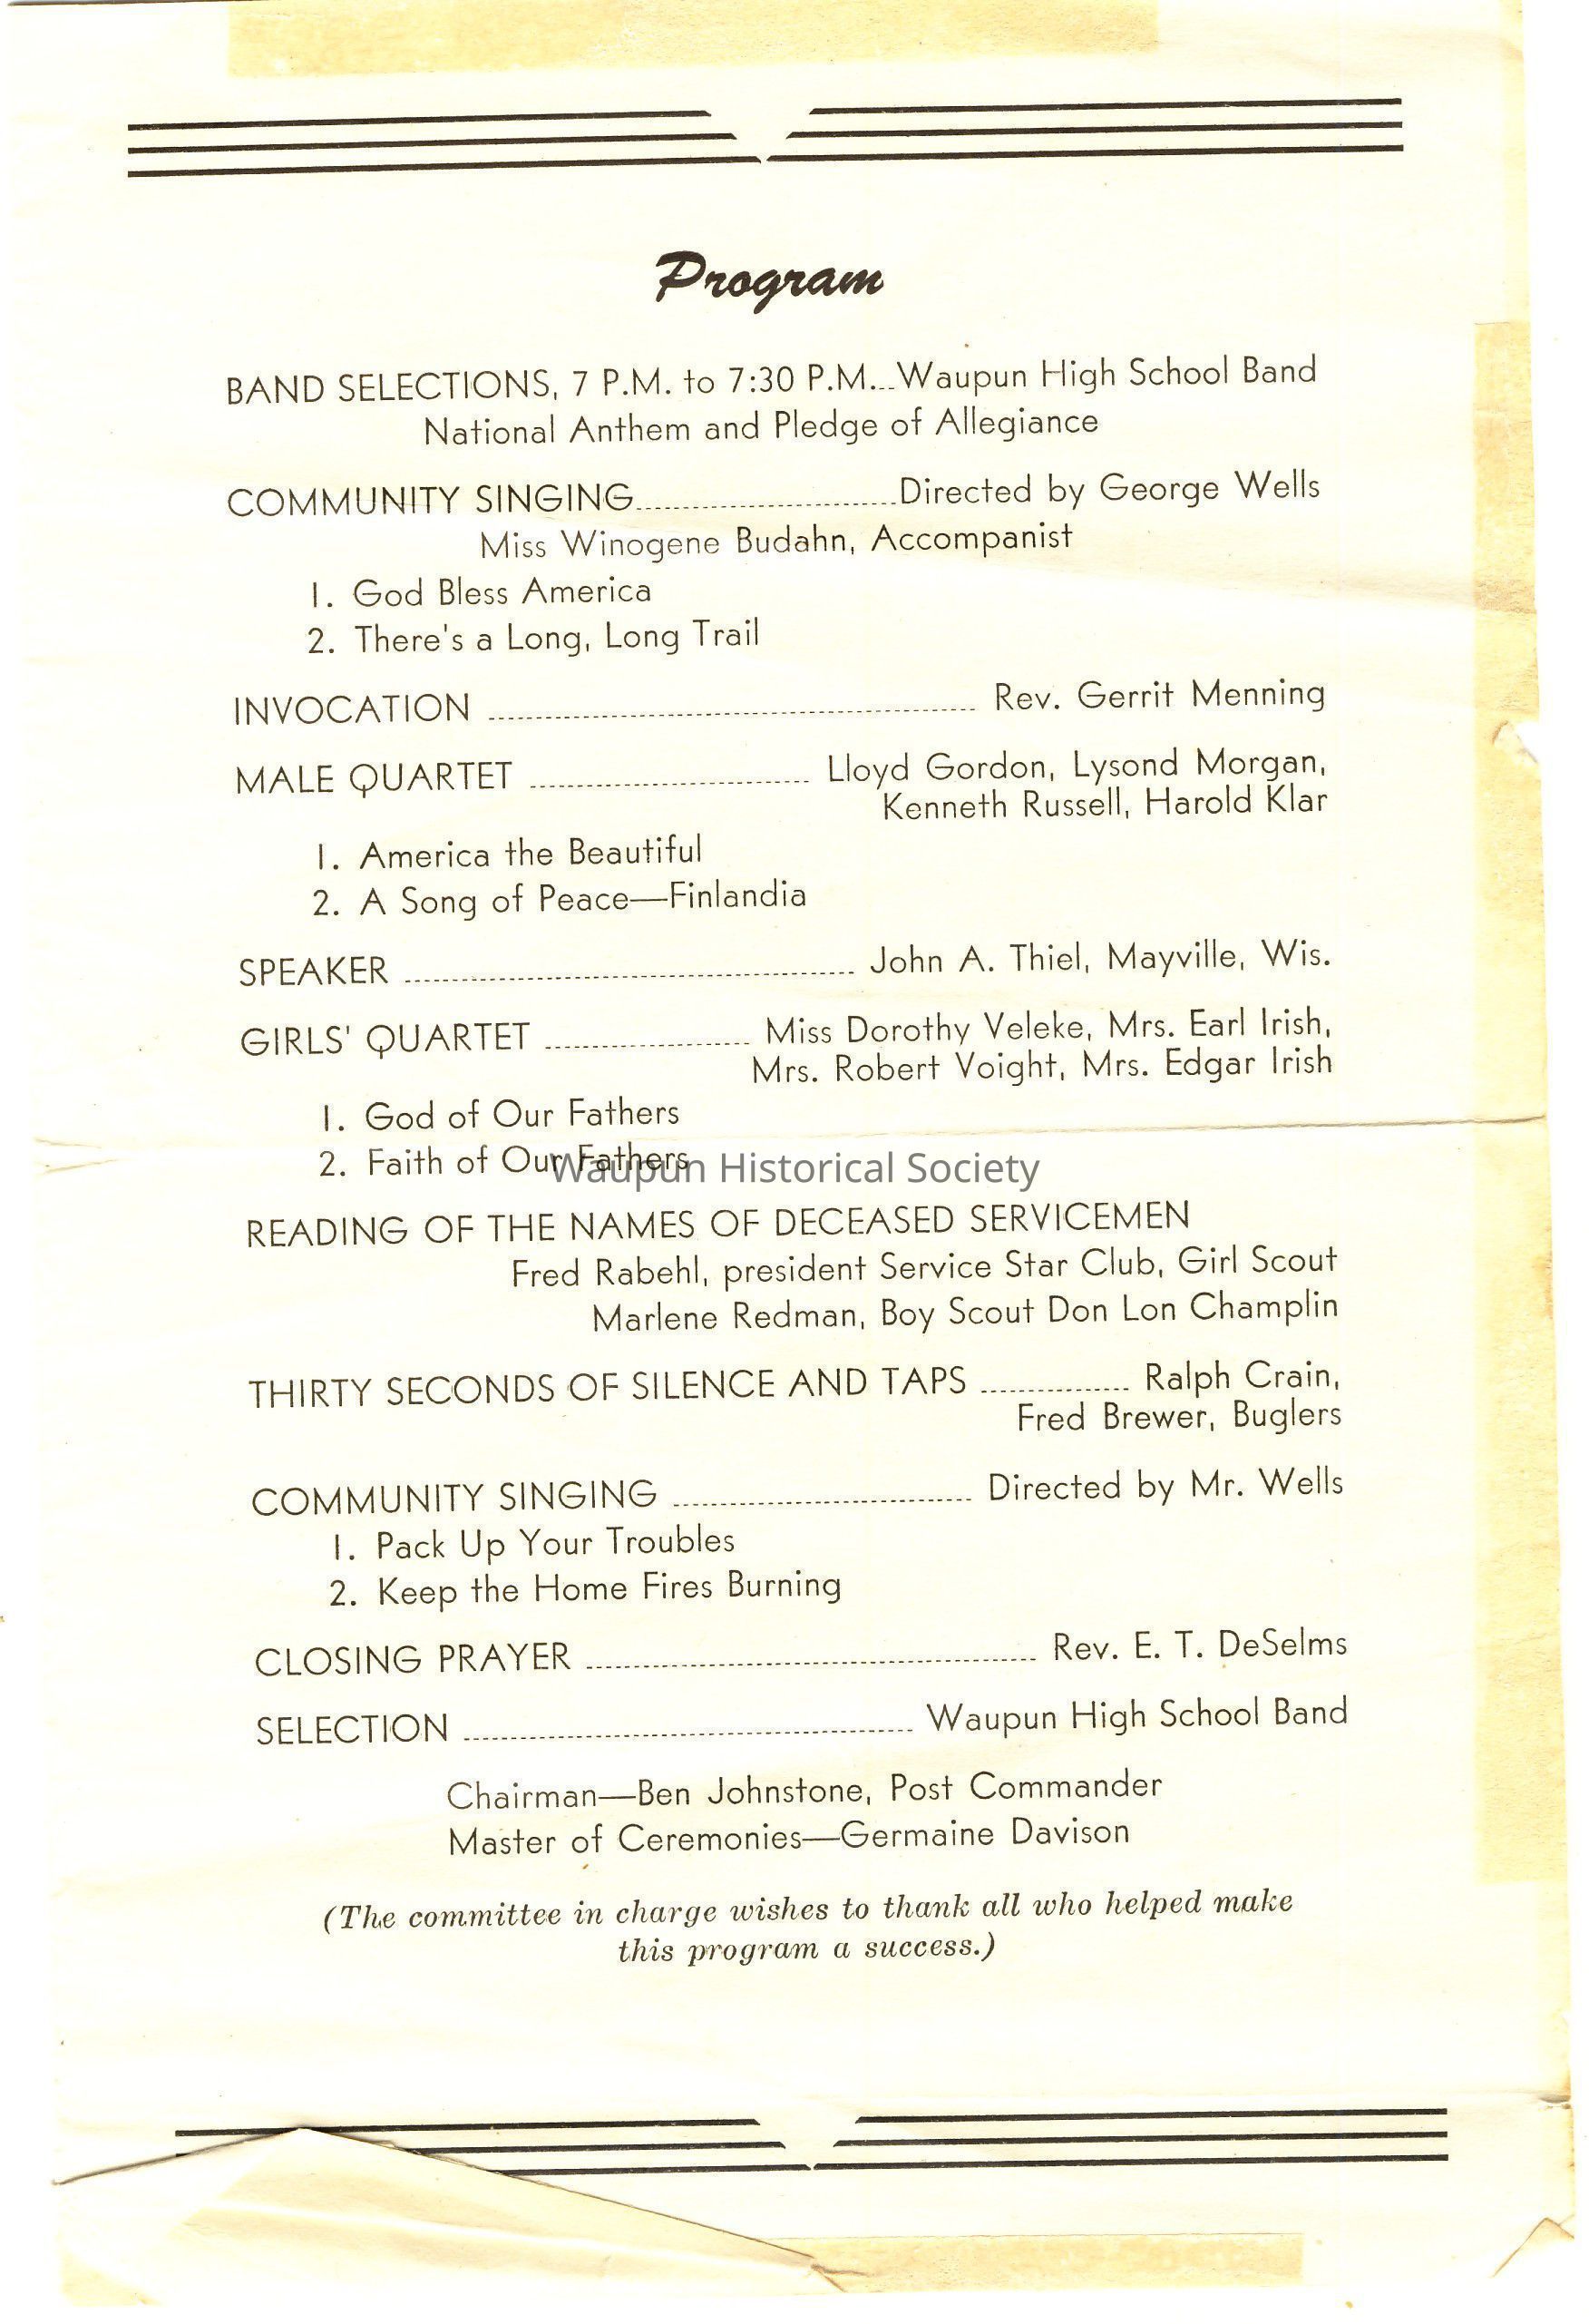 Program
BAND SELECTIONS, 7 P.M. to 7:30 P.M...Waupun High School Band
National Anthem and Pledge of Allegiance
COMMUNITY SINGING..............................Directed by George Wells
Miss Winogene Budahn, Accompanist
1. God Bless America
2. There's a Long, Long Trail
INVOCATION .............................. Rev. Gerrit Menning
MALE QUARTET .............................. Lloyd Gordon, Lysond Morgan,
Kenneth Russell, Harold Klar
1. America the Beautiful
2. A Song of Peace—Finlandia
SPEAKER .............................. John A. Thiel, Mayville, Wis.
GIRLS' QUARTET .............................. Miss Dorothy Veleke, Mrs. Earl Irish,
Mrs. Robert Voight, Mrs. Edgar Irish
1. God of Our Fathers
2. Faith of Our Fathers
Waupun Historical Society
READING OF THE NAMES OF DECEASED SERVICEMEN
Fred Rabehl, president Service Star Club, Girl Scout
Marlene Redman, Boy Scout Don Lon Champlin
THIRTY SECONDS OF SILENCE AND TAPS ................ Ralph Crain,
Fred Brewer, Buglers
COMMUNITY SINGING .............................. Directed by Mr. Wells
1. Pack Up Your Troubles
2. Keep the Home Fires Burning
CLOSING PRAYER .............................. Rev. E. T. DeSelms
SELECTION .............................. Waupun High School Band
Chairman—Ben Johnstone, Post Commander
Master of Ceremonies—Germaine Davison
(The committee in charge wishes to thank all who helped make
this program a success.)